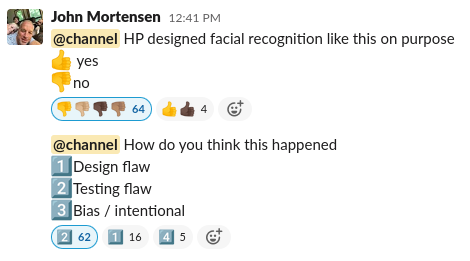 John Mortensen 12:41 PM
@channel HP designed facial recognition like this on purpose
👍 yes
👎 no
👎👎🏼👎🏿👎🏽 64 👍👍🏿 4
@channel How do you think this happened
1️⃣Design flaw
2️⃣Testing flaw
3️⃣Bias / intentional
2️⃣ 62 1️⃣ 16 4️⃣ 5